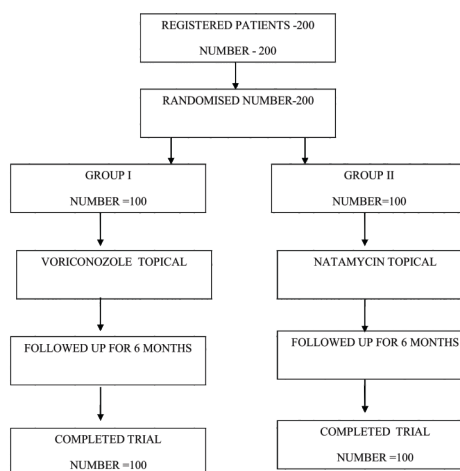 REGISTERED PATIENTS -200
NUMBER - 200
RANDOMISED NUMBER-200
GROUP I
NUMBER =100
GROUP II
NUMBER=100
VORICONOZOLE TOPICAL
NATAMYCIN TOPICAL
FOLLOWED UP FOR 6 MONTHS
FOLLOWED UP FOR 6 MONTHS
COMPLETED TRIAL
NUMBER =100
COMPLETED TRIAL
NUMBER =100